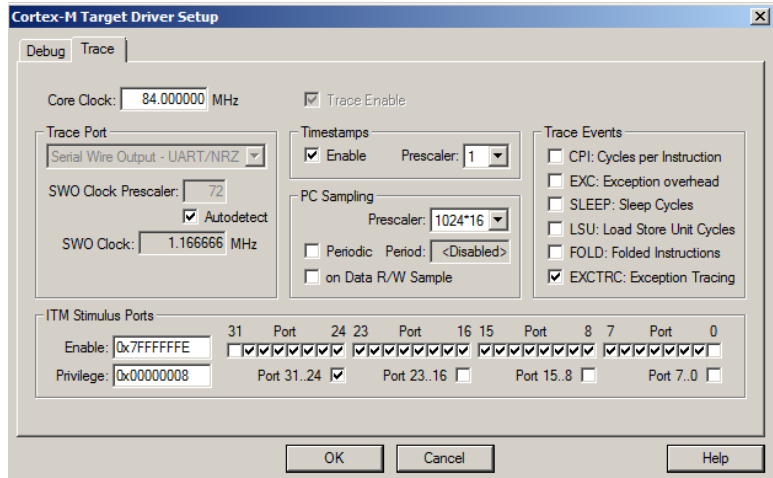 Cortex-M Target Driver Setup
Debug Trace
Core Clock: 84.000000 MHz Trace Enable
Trace Port
Serial Wire Output - UART/NRZ
SWO Clock Prescaler: 72
Autodetect
SWO Clock: 1.166666 MHz
Timestamps
Enable Prescaler: 1
PC Sampling
Prescaler: 1024*16
Periodic Period: <Disabled>
on Data R/W Sample
Trace Events
CPI: Cycles per Instruction
EXC: Exception overhead
SLEEP: Sleep Cycles
LSU: Load Store Unit Cycles
FOLD: Folded Instructions
EXCTRC: Exception Tracing
ITM Stimulus Ports
31 Port 24 23 Port 16 15 Port 8 7 Port 0
Enable: 0x7FFFFFFE
Privilege: 0x00000008 Port 31..24 Port 23..16 Port 15..8 Port 7..0
OK Cancel Help